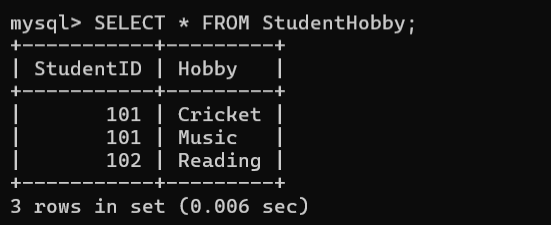 mysql> SELECT * FROM StudentHobby;
+-----------+---------+
| StudentID | Hobby   |
+-----------+---------+
|       101 | Cricket |
|       101 | Music   |
|       102 | Reading |
+-----------+---------+
3 rows in set (0.006 sec)